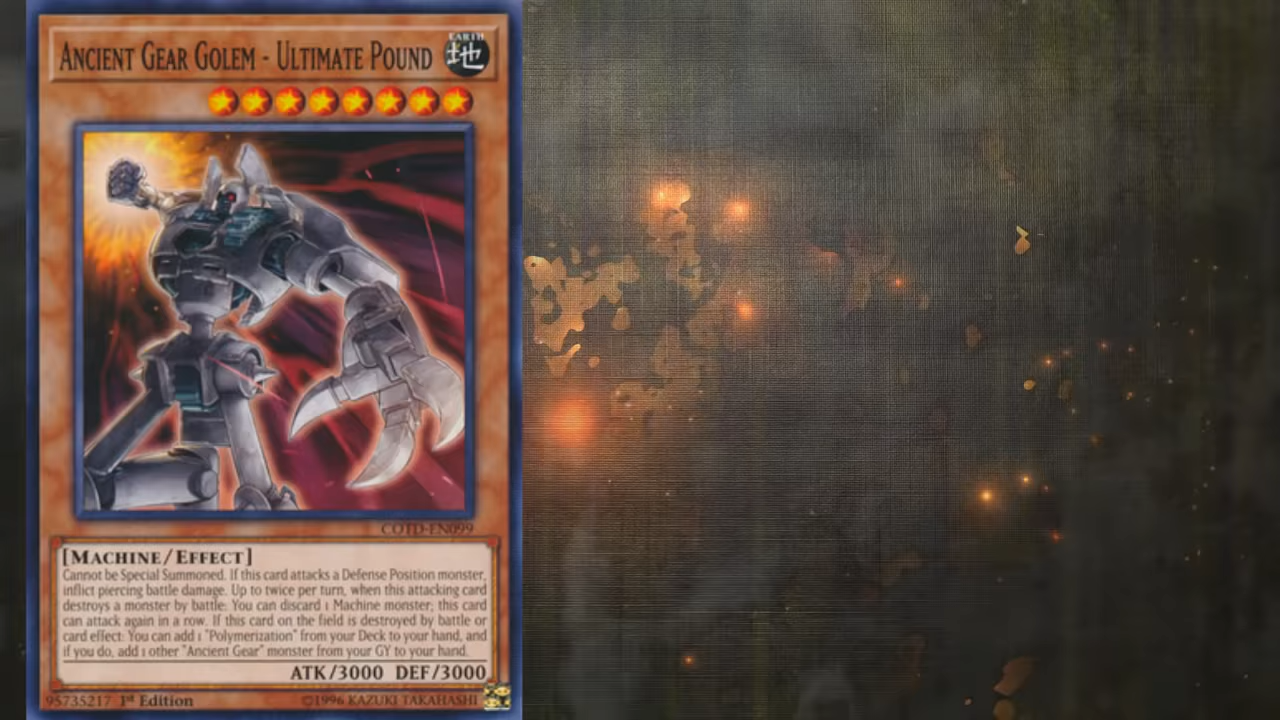 ANCIENT GEAR GOLEM - ULTIMATE POUND
EARTH
地
COTD-EN099
[MACHINE/EFFECT]
Cannot be Special Summoned. If this card attacks a Defense Position monster,
inflict piercing battle damage. Up to twice per turn, when this attacking card
destroys a monster by battle: You can discard 1 Machine monster; this card
can attack again in a row. If this card on the field is destroyed by battle or
card effect: You can add 1 "Polymerization" from your Deck to your hand, and
if you do, add 1 other "Ancient Gear" monster from your GY to your hand.
ATK/3000 DEF/3000
95735217 1st Edition ©1996 KAZUKI TAKAHASHI